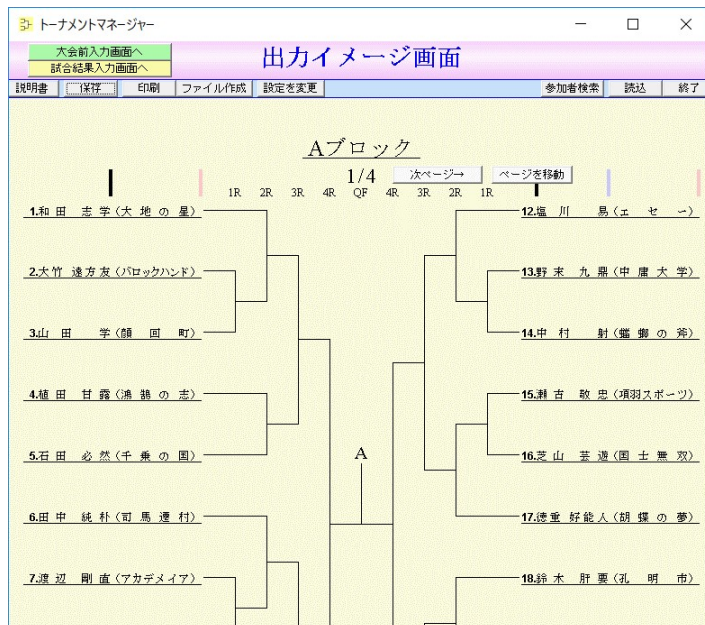 トーナメントマネージャー
大会前入力画面へ
試合結果入力画面へ
出力イメージ画面
説明書 保存 印刷 ファイル作成 設定を変更 参加者検索 読込 終了
Aブロック
1/4 次ページ→ ページを移動
1R 2R 3R 4R QF 4R 3R 2R 1R
1.和田 志学(大地の星)
2.大竹 遠方友(バロックハンド)
3.山田 学(顔回町)
4.植田 甘露(鴻鵠の志)
5.石田 必然(千乗の国)
6.田中 純朴(司馬遷村)
7.渡辺 剛直(アカデメイア)
A
12.塩川 易(エセー)
13.野末 九鼎(中庸大学)
14.中村 射(蟷螂の斧)
15.瀬古 敬忠(項羽スポーツ)
16.芝山 芸遊(国士無双)
17.徳重 好能人(胡蝶の夢)
18.鈴木 肝要(孔明市)